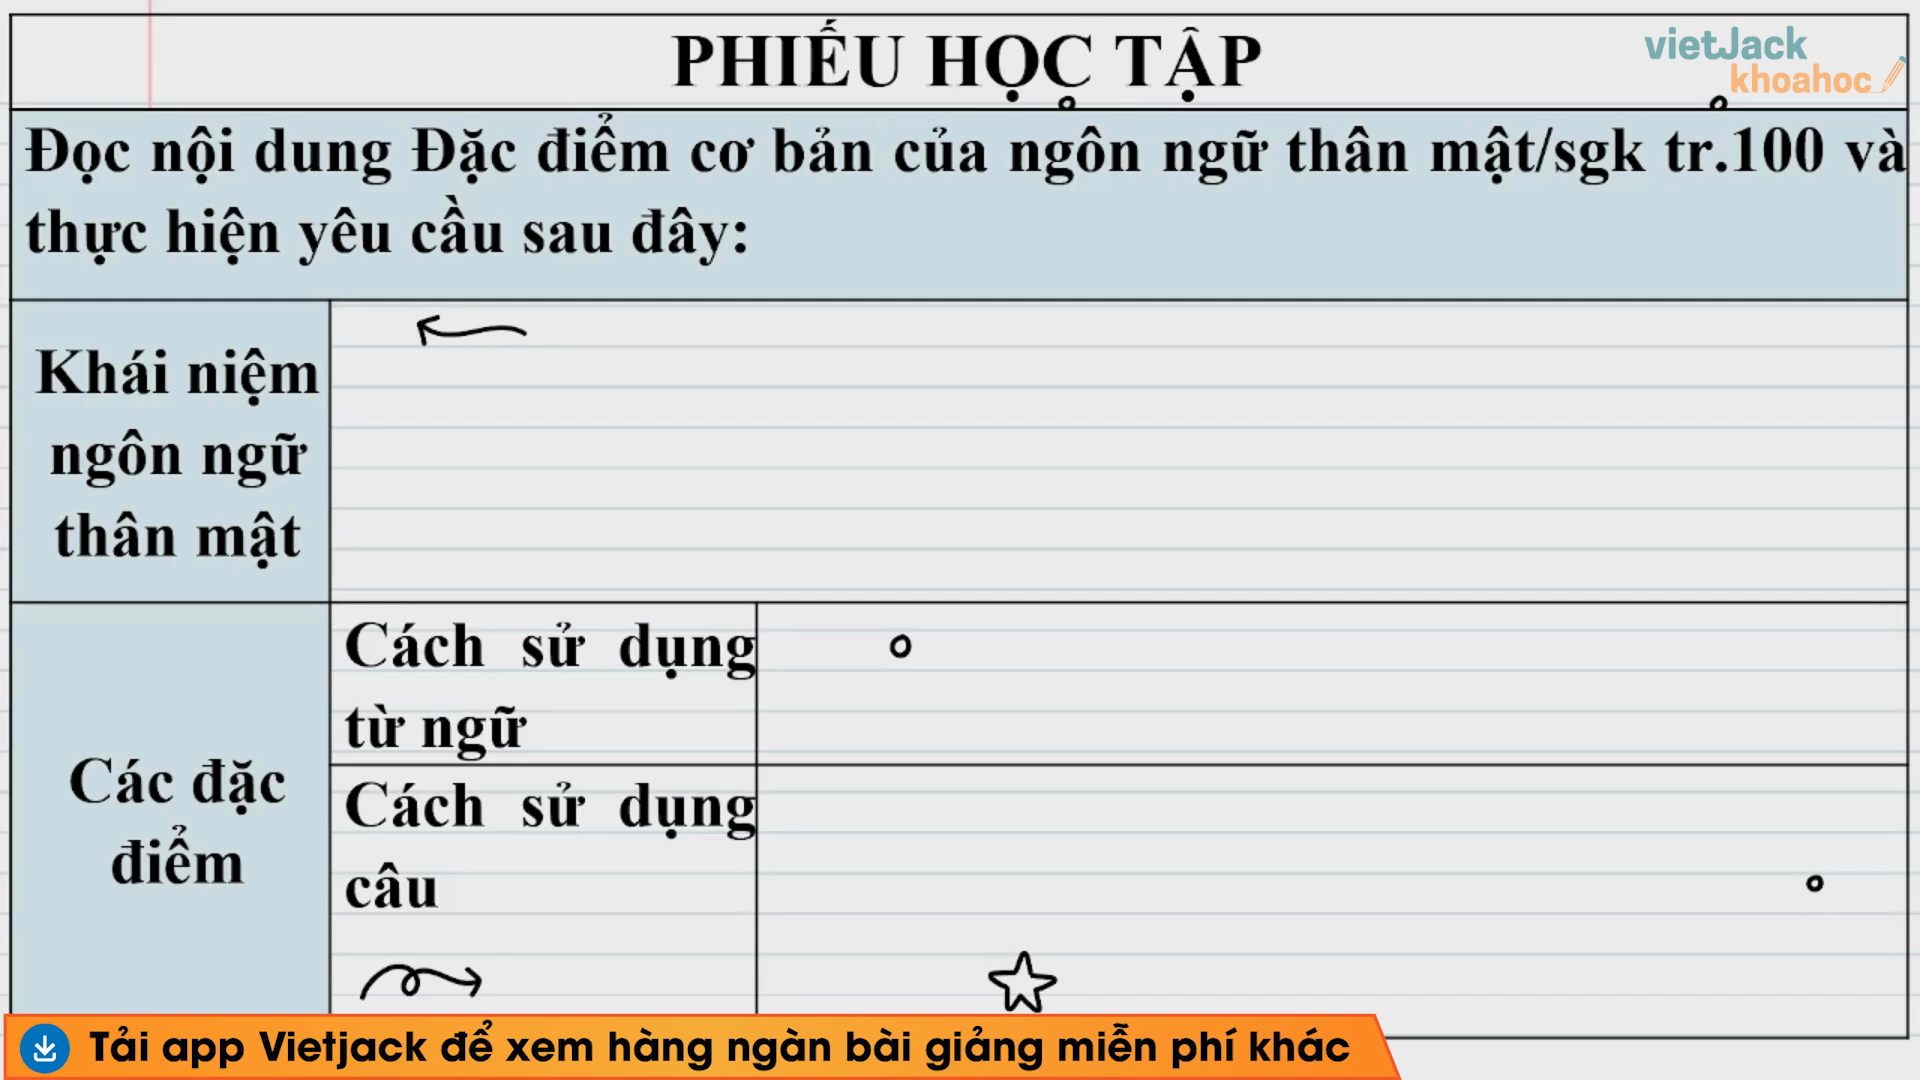 PHIẾU HỌC TẬP
vietJack
khoahoc
Đọc nội dung Đặc điểm cơ bản của ngôn ngữ thân mật/sgk tr.100 và
thực hiện yêu cầu sau đây:
Khái niệm
ngôn ngữ
thân mật
Các đặc
điểm
Cách sử dụng
từ ngữ
Cách sử dụng
câu
Tải app Vietjack để xem hàng ngàn bài giảng miễn phí khác